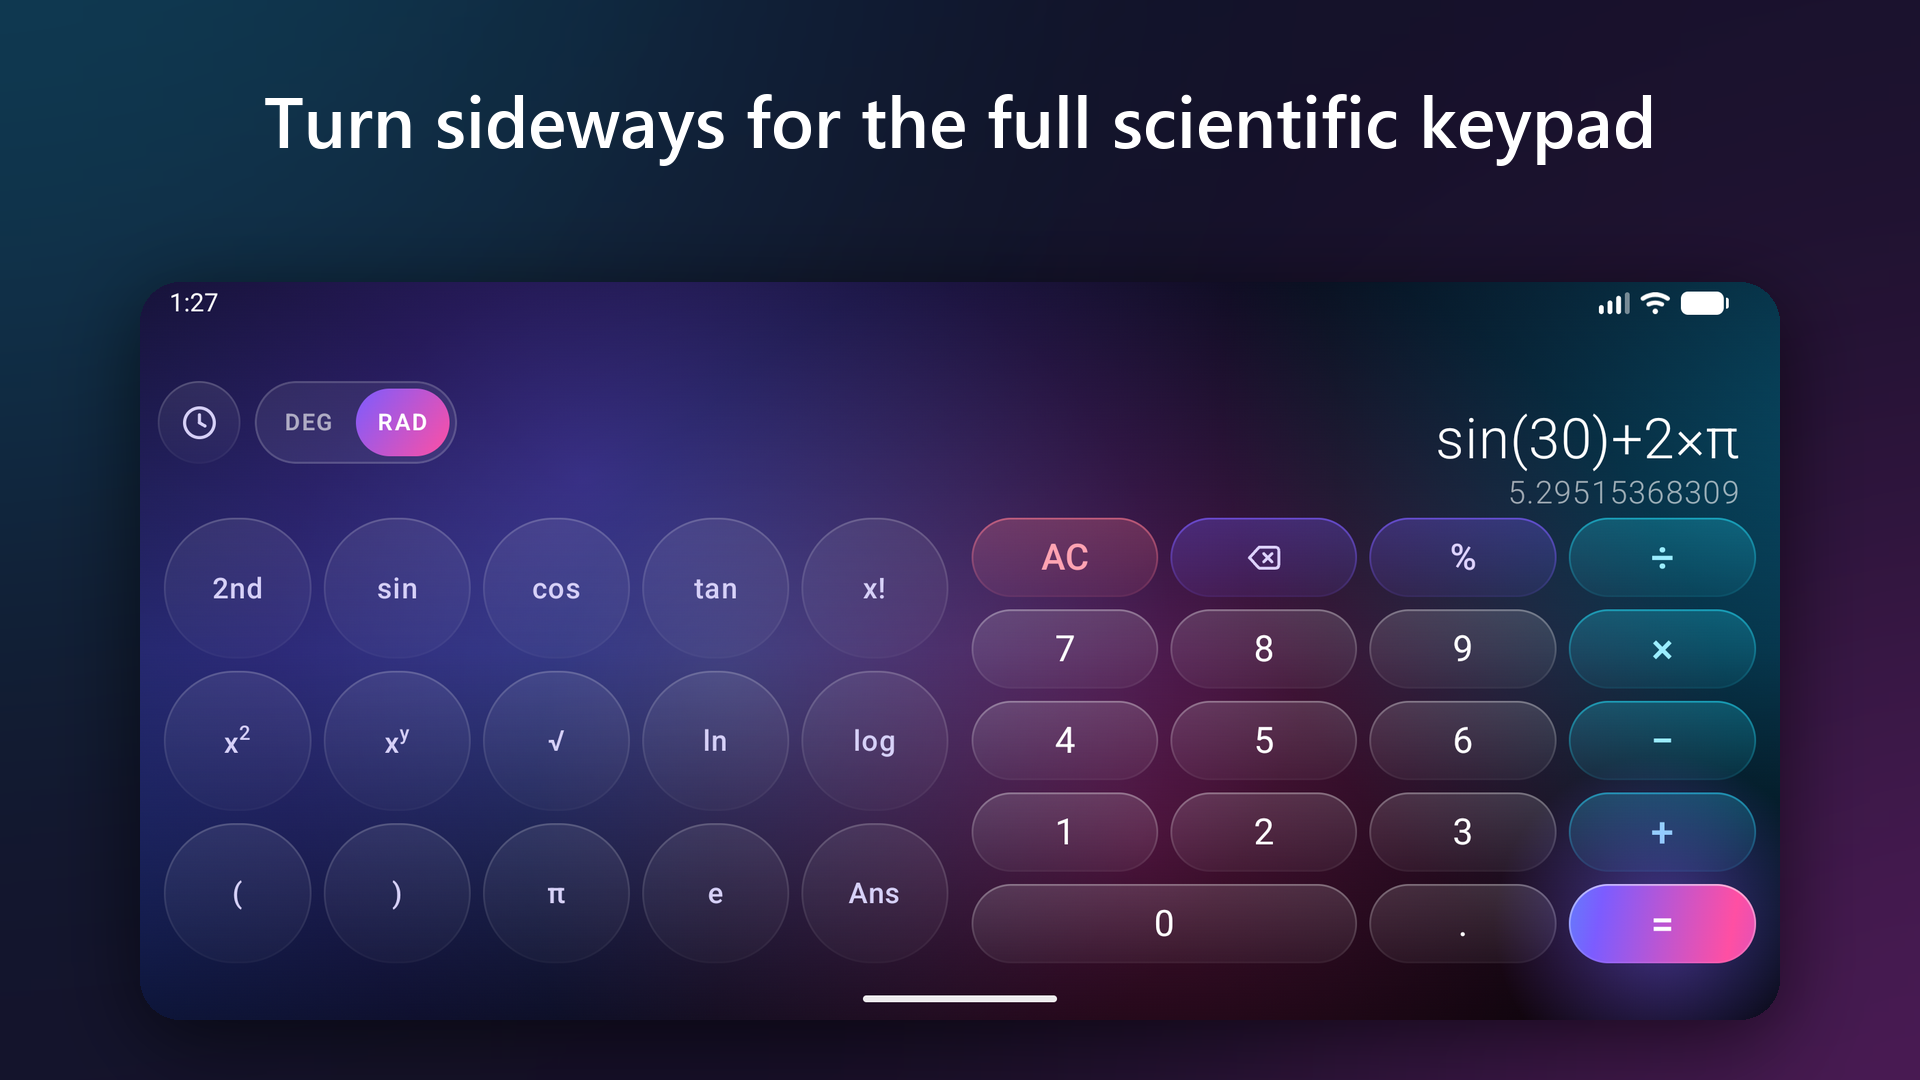 Turn sideways for the full scientific keypad
1:27
DEG RAD
sin(30)+2×π
5.29515368309
2nd sin cos tan x!
x² xʸ √ ln log
( ) π e Ans
AC % ÷
7 8 9 ×
4 5 6 −
1 2 3 +
0 . =